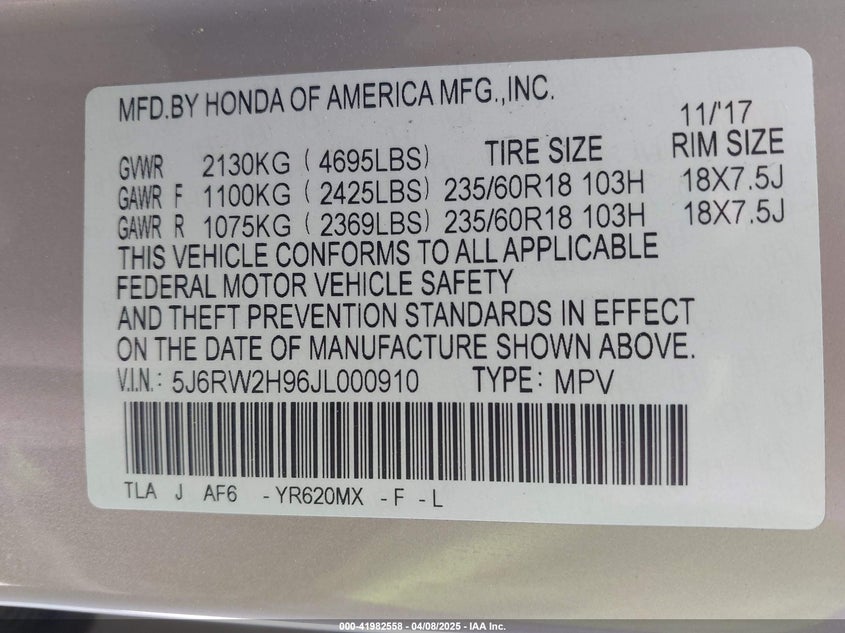 MFD.BY HONDA OF AMERICA MFG.,INC.
11/'17
GVWR 2130KG ( 4695LBS) TIRE SIZE RIM SIZE
GAWR F 1100KG ( 2425LBS) 235/60R18 103H 18X7.5J
GAWR R 1075KG ( 2369LBS) 235/60R18 103H 18X7.5J
THIS VEHICLE CONFORMS TO ALL APPLICABLE
FEDERAL MOTOR VEHICLE SAFETY
AND THEFT PREVENTION STANDARDS IN EFFECT
ON THE DATE OF MANUFACTURE SHOWN ABOVE.
V.I.N.: 5J6RW2H96JL000910 TYPE: MPV
TLA J AF6 -YR620MX -F -L
000-41982558 - 04/08/2025 - IAA Inc.